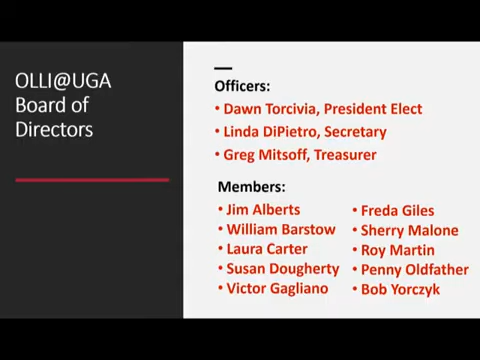 OLLI@UGA
Board of
Directors
Officers:
• Dawn Torcivia, President Elect
• Linda DiPietro, Secretary
• Greg Mitsoff, Treasurer
Members:
• Jim Alberts
• William Barstow
• Laura Carter
• Susan Dougherty
• Victor Gagliano
• Freda Giles
• Sherry Malone
• Roy Martin
• Penny Oldfather
• Bob Yorczyk